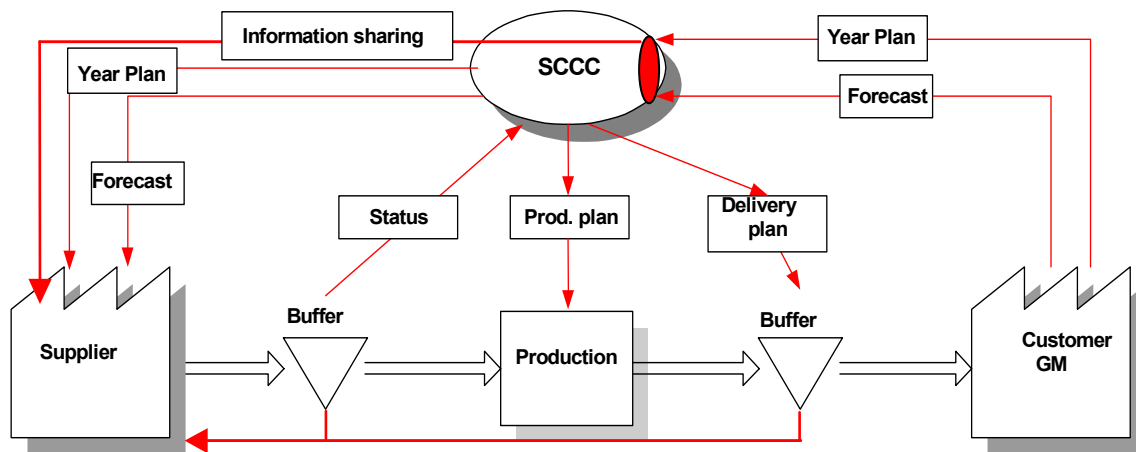 Information sharing
Year Plan
SCCC
Year Plan
Forecast
Forecast
Status
Prod. plan
Delivery
plan
Buffer
Buffer
Supplier
Production
Customer
GM